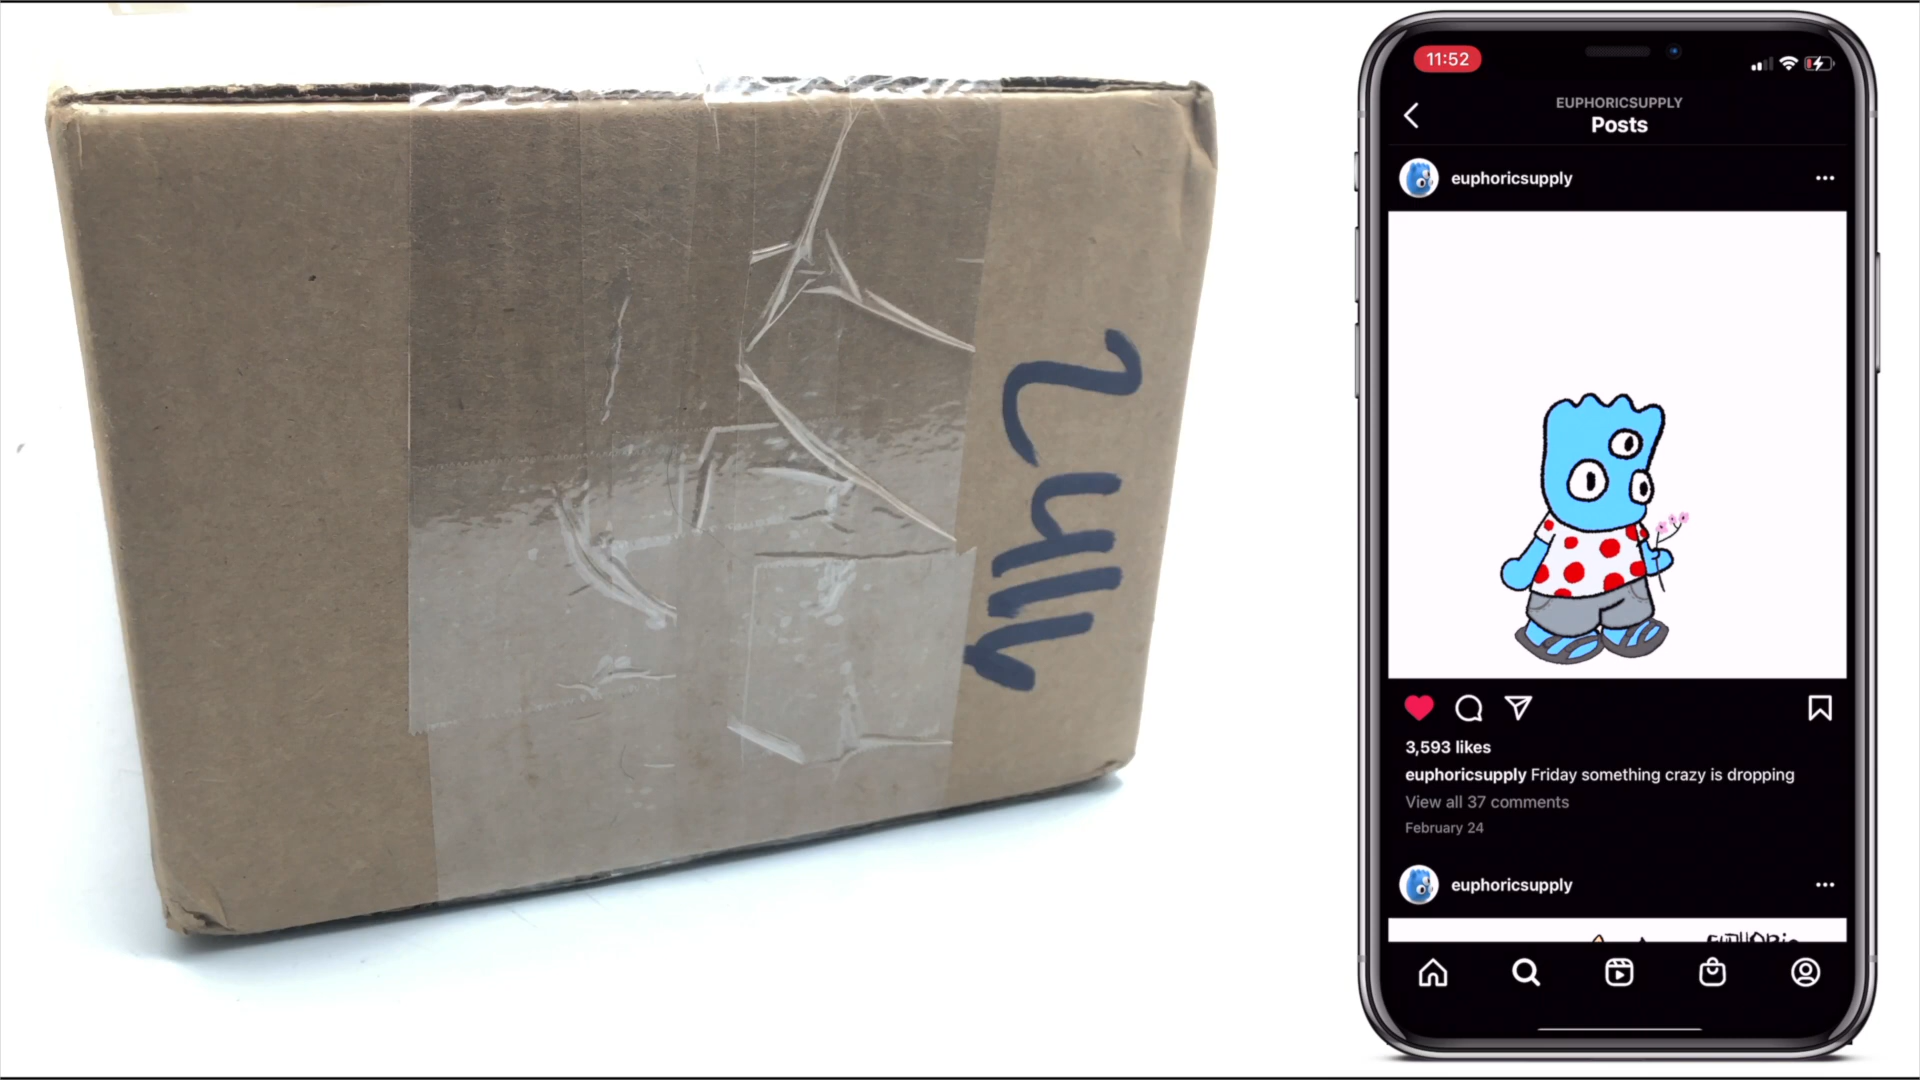 Zully
11:52
EUPHORICSUPPLY
Posts
euphoricsupply
3,593 likes
euphoricsupply Friday something crazy is dropping
View all 37 comments
February 24
euphoricsupply